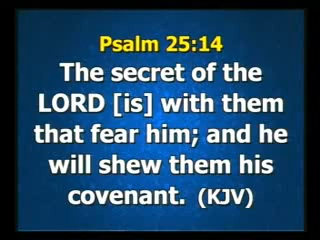 Psalm 25:14
The secret of the
LORD [is] with them
that fear him; and he
will shew them his
covenant. (KJV)